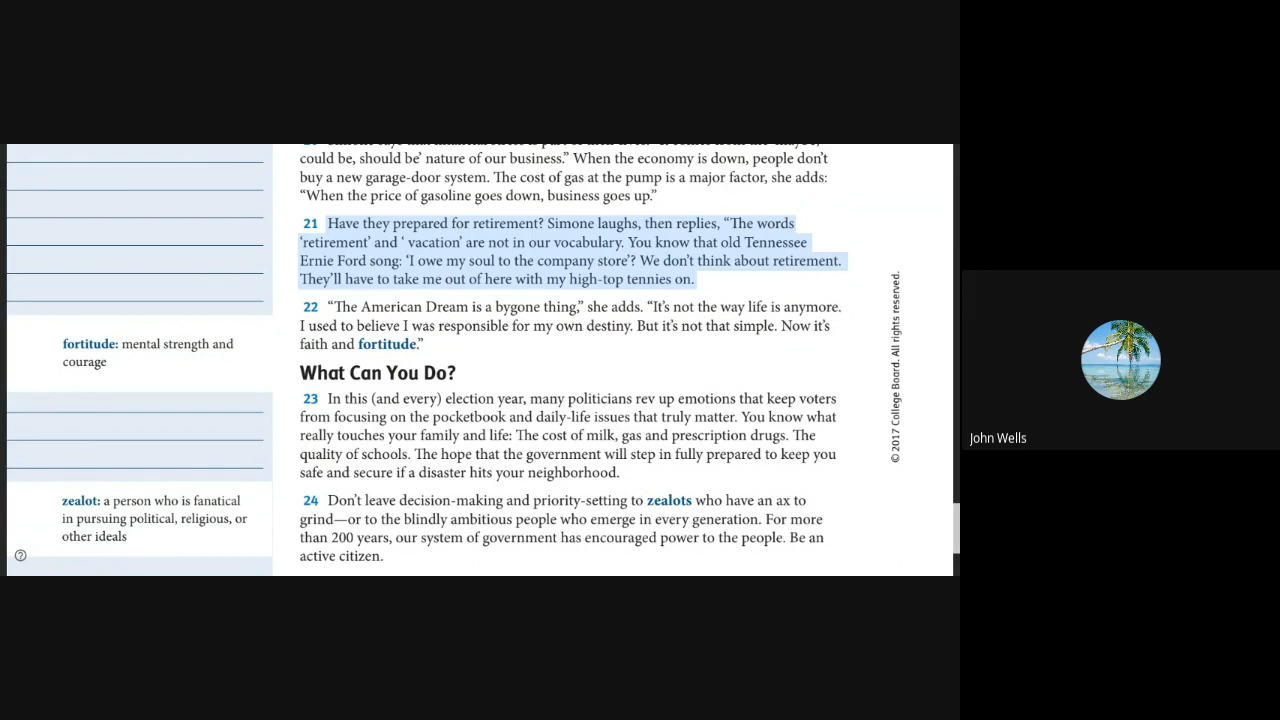 could be, should be’ nature of our business.” When the economy is down, people don’t
buy a new garage-door system. The cost of gas at the pump is a major factor, she adds:
“When the price of gasoline goes down, business goes up.”
21 Have they prepared for retirement? Simone laughs, then replies, “The words
‘retirement’ and ‘ vacation’ are not in our vocabulary. You know that old Tennessee
Ernie Ford song: ‘I owe my soul to the company store’? We don’t think about retirement.
They’ll have to take me out of here with my high-top tennies on.
22 “The American Dream is a bygone thing,” she adds. “It’s not the way life is anymore.
I used to believe I was responsible for my own destiny. But it’s not that simple. Now it’s
faith and fortitude.”
fortitude: mental strength and
courage
What Can You Do?
23 In this (and every) election year, many politicians rev up emotions that keep voters
from focusing on the pocketbook and daily-life issues that truly matter. You know what
really touches your family and life: The cost of milk, gas and prescription drugs. The
quality of schools. The hope that the government will step in fully prepared to keep you
safe and secure if a disaster hits your neighborhood.
24 Don’t leave decision-making and priority-setting to zealots who have an ax to
grind—or to the blindly ambitious people who emerge in every generation. For more
than 200 years, our system of government has encouraged power to the people. Be an
active citizen.
zealot: a person who is fanatical
in pursuing political, religious, or
other ideals
© 2017 College Board. All rights reserved.
John Wells